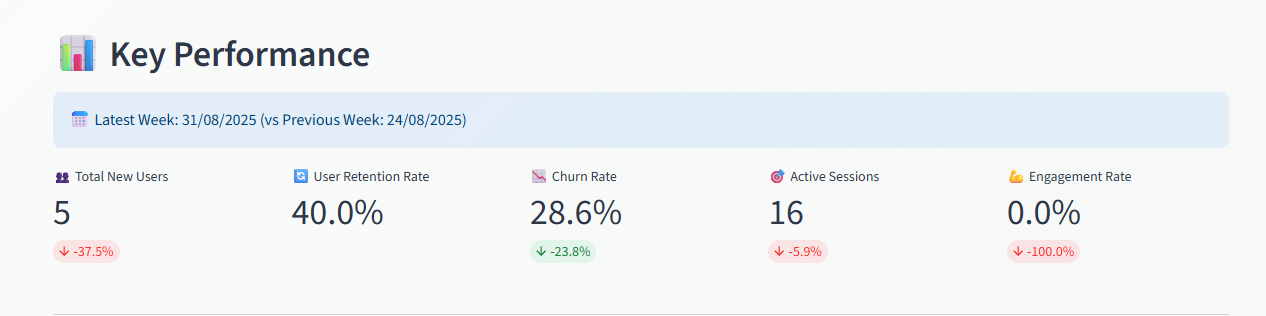 📊 Key Performance
📅 Latest Week: 31/08/2025 (vs Previous Week: 24/08/2025)
👥 Total New Users
5
↓ -37.5%
🔄 User Retention Rate
40.0%
📉 Churn Rate
28.6%
↓ -23.8%
🎯 Active Sessions
16
↓ -5.9%
💪 Engagement Rate
0.0%
↓ -100.0%